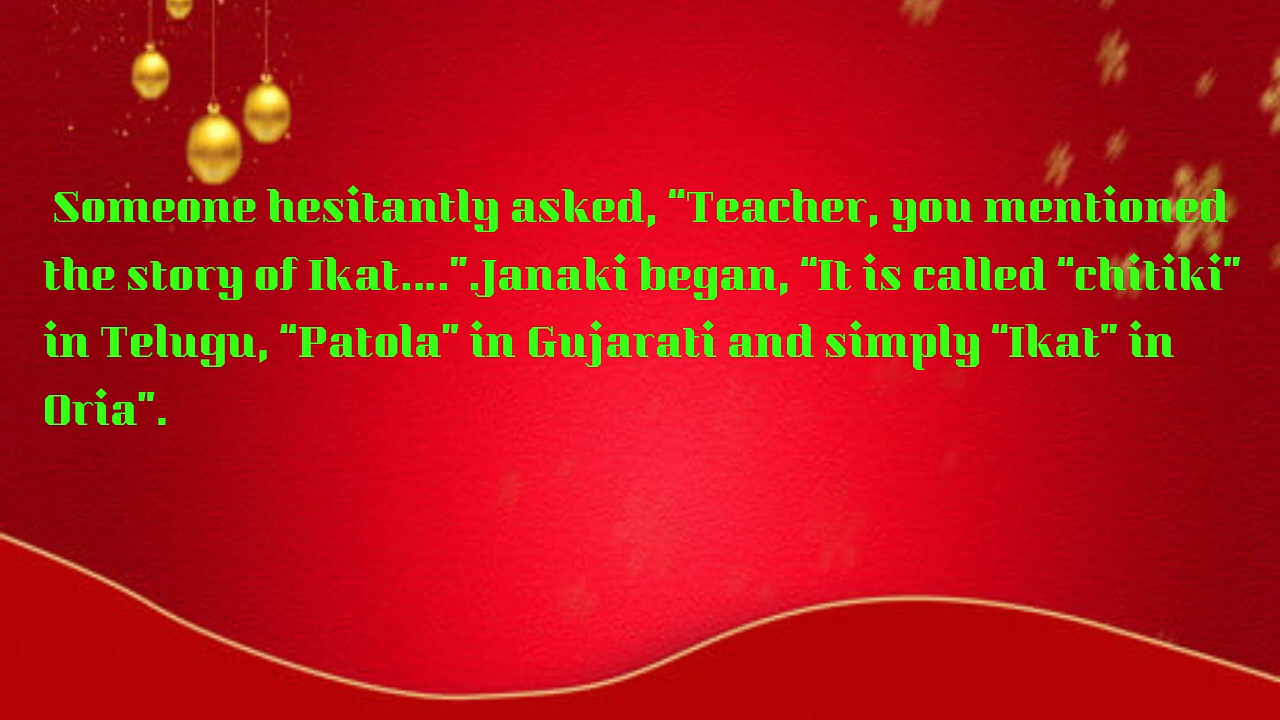 Someone hesitantly asked, “Teacher, you mentioned
the story of Ikat....”.Janaki began, “It is called “chitiki”
in Telugu, “Patola” in Gujarati and simply “Ikat” in
Oria”.